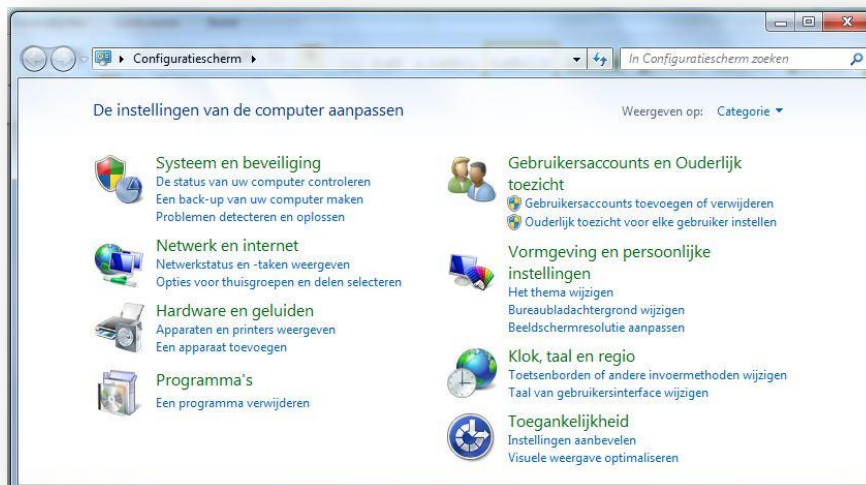 Configuratiescherm
In Configuratiescherm zoeken
De instellingen van de computer aanpassen
Weergeven op: Categorie
Systeem en beveiliging
De status van uw computer controleren
Een back-up van uw computer maken
Problemen detecteren en oplossen
Netwerk en internet
Netwerkstatus en -taken weergeven
Opties voor thuisgroepen en delen selecteren
Hardware en geluiden
Apparaten en printers weergeven
Een apparaat toevoegen
Programma's
Een programma verwijderen
Gebruikersaccounts en Ouderlijk
toezicht
Gebruikersaccounts toevoegen of verwijderen
Ouderlijk toezicht voor elke gebruiker instellen
Vormgeving en persoonlijke
instellingen
Het thema wijzigen
Bureaubladachtergrond wijzigen
Beeldschermresolutie aanpassen
Klok, taal en regio
Toetsenborden of andere invoermethoden wijzigen
Taal van gebruikersinterface wijzigen
Toegankelijkheid
Instellingen aanbevelen
Visuele weergave optimaliseren